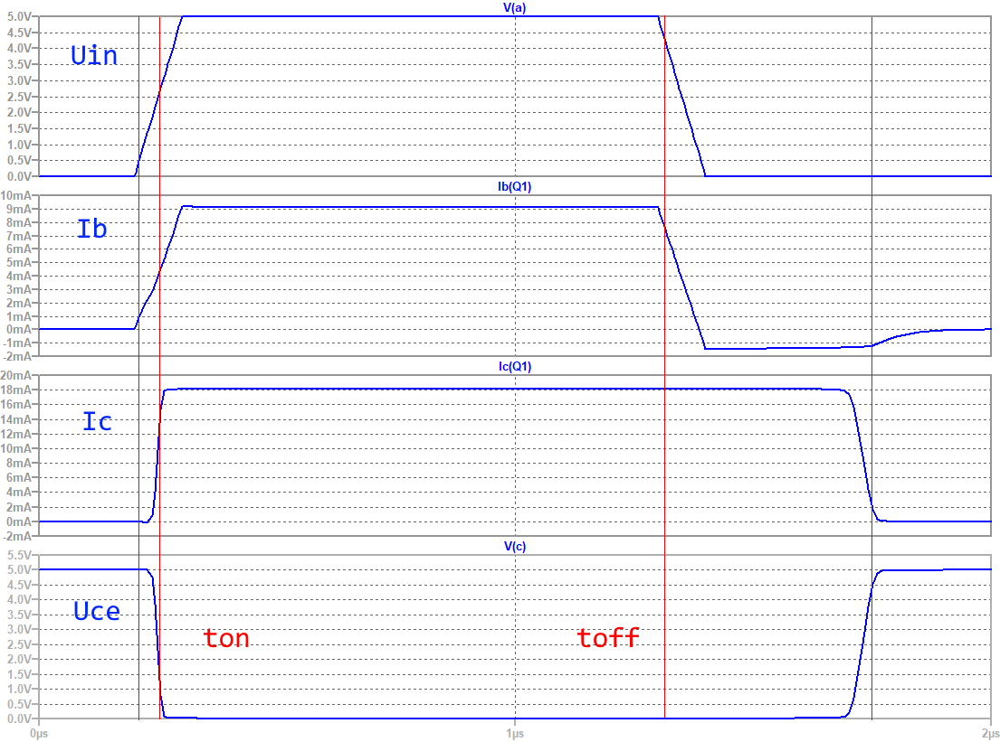 V(a)
5.0V
4.5V
4.0V
3.5V
3.0V
2.5V
2.0V
1.5V
1.0V
0.5V
0.0V
Uin
Ib(Q1)
10mA
9mA
8mA
7mA
6mA
5mA
4mA
3mA
2mA
1mA
0mA
-1mA
-2mA
Ib
Ic(Q1)
20mA
18mA
16mA
14mA
12mA
10mA
8mA
6mA
4mA
2mA
0mA
-2mA
Ic
V(c)
5.5V
5.0V
4.5V
4.0V
3.5V
3.0V
2.5V
2.0V
1.5V
1.0V
0.5V
0.0V
Uce
ton
toff
0µs
1µs
2µs